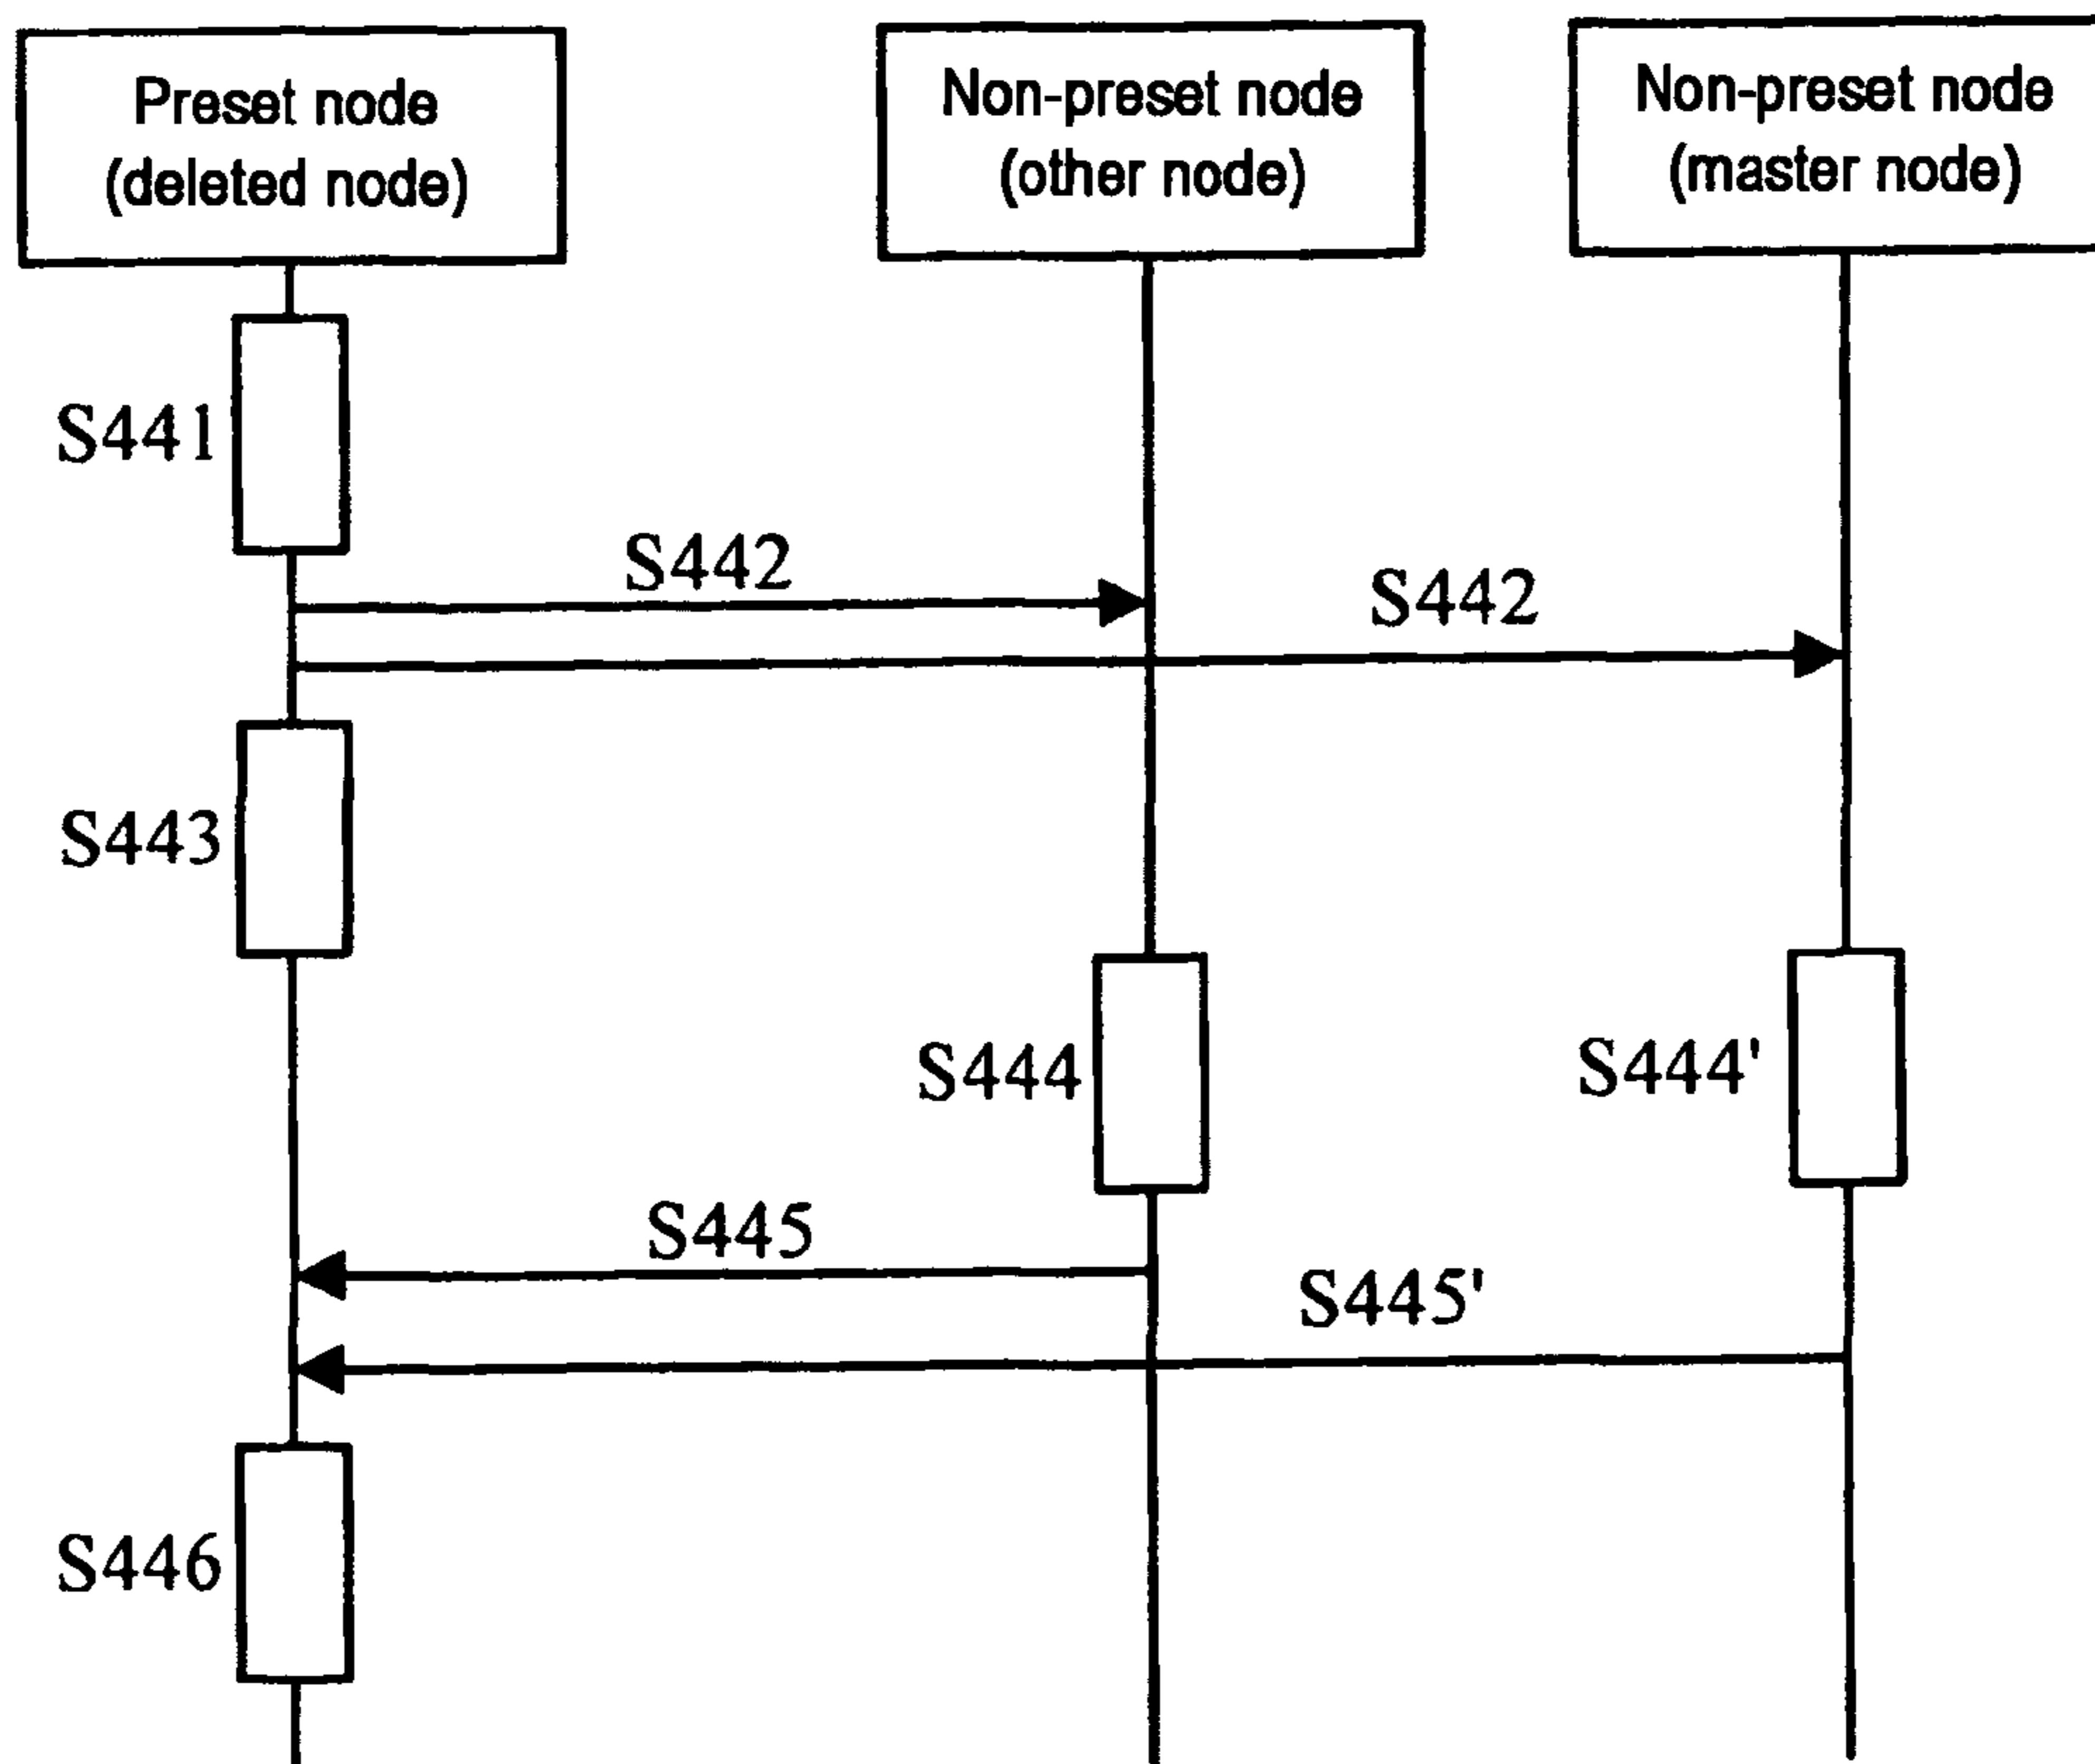 Preset node
(deleted node)
Non-preset node
(other node)
Non-preset node
(master node)
S441
S442
S442
S443
S444
S444'
S445
S445'
S446